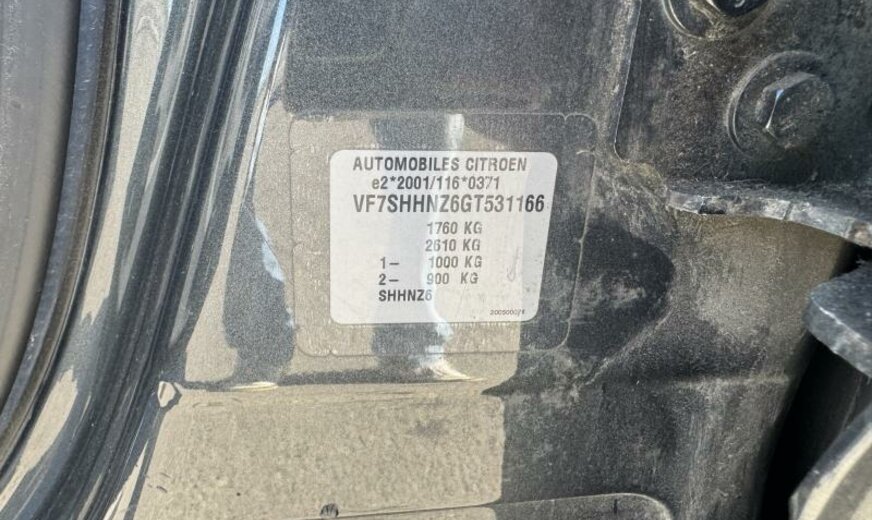 AUTOMOBILES CITROEN
e2*2001/116*0371
VF7SHHNZ6GT531166
1760 KG
2610 KG
1- 1000 KG
2- 900 KG
SHHNZ6